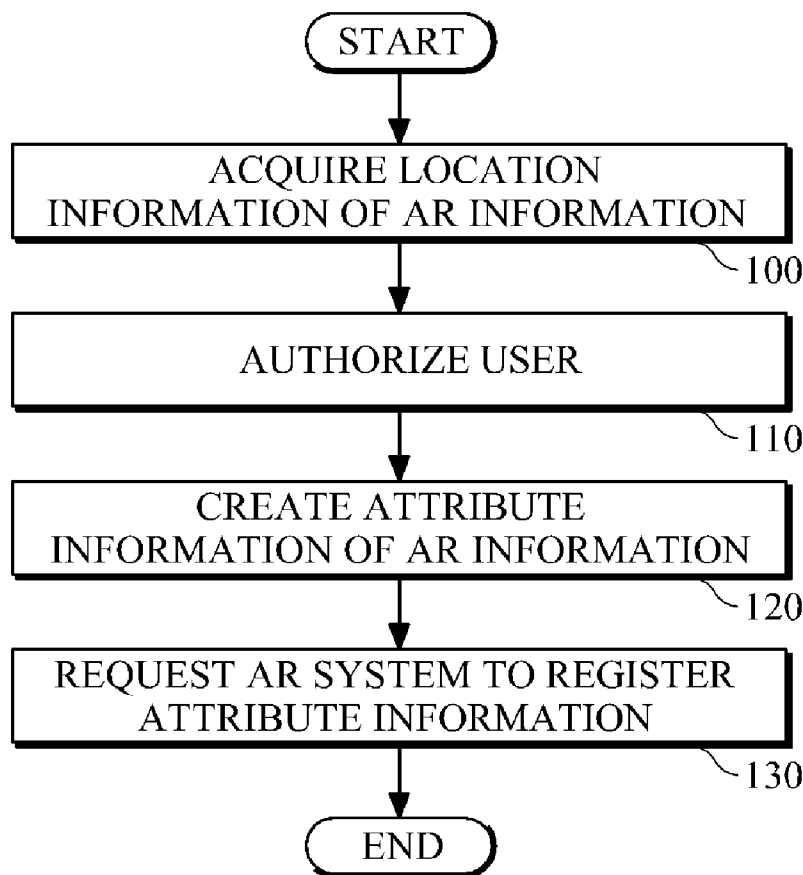 START
ACQUIRE LOCATION
INFORMATION OF AR INFORMATION
100
AUTHORIZE USER
110
CREATE ATTRIBUTE
INFORMATION OF AR INFORMATION
120
REQUEST AR SYSTEM TO REGISTER
ATTRIBUTE INFORMATION
130
END